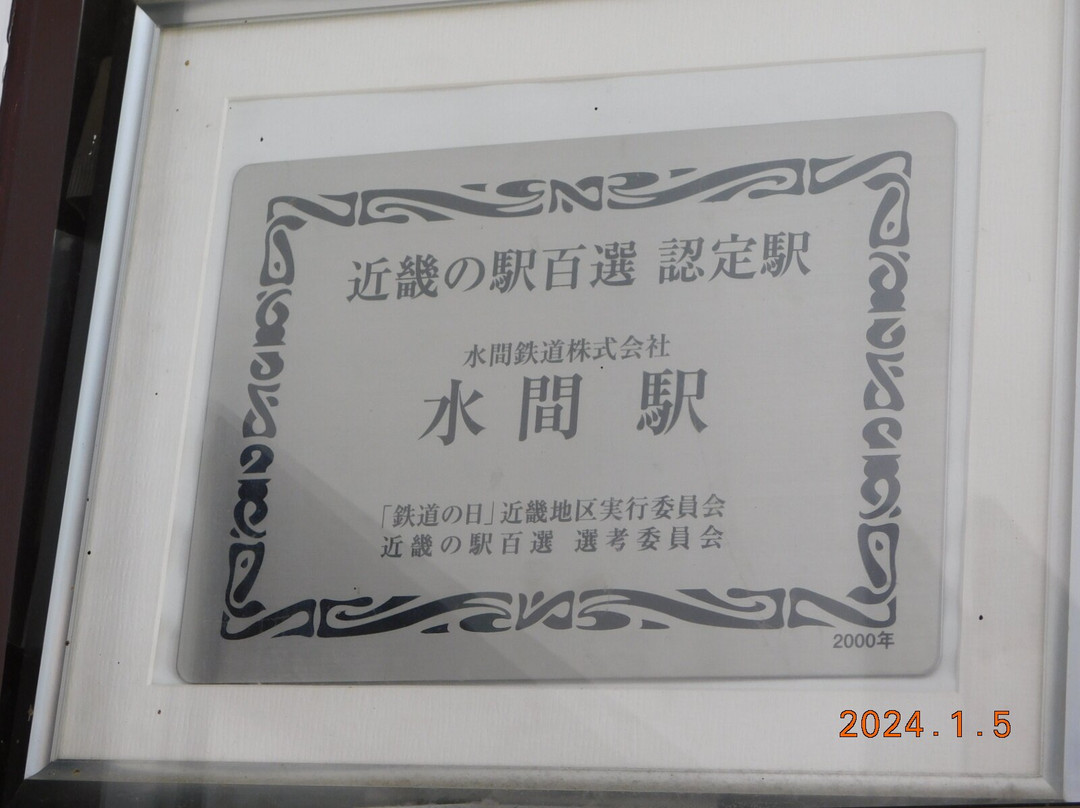 近畿の駅百選 認定駅
水間鉄道株式会社
水間 駅
「鉄道の日」近畿地区実行委員会
近畿の駅百選 選考委員会
2000年
2024.1.5